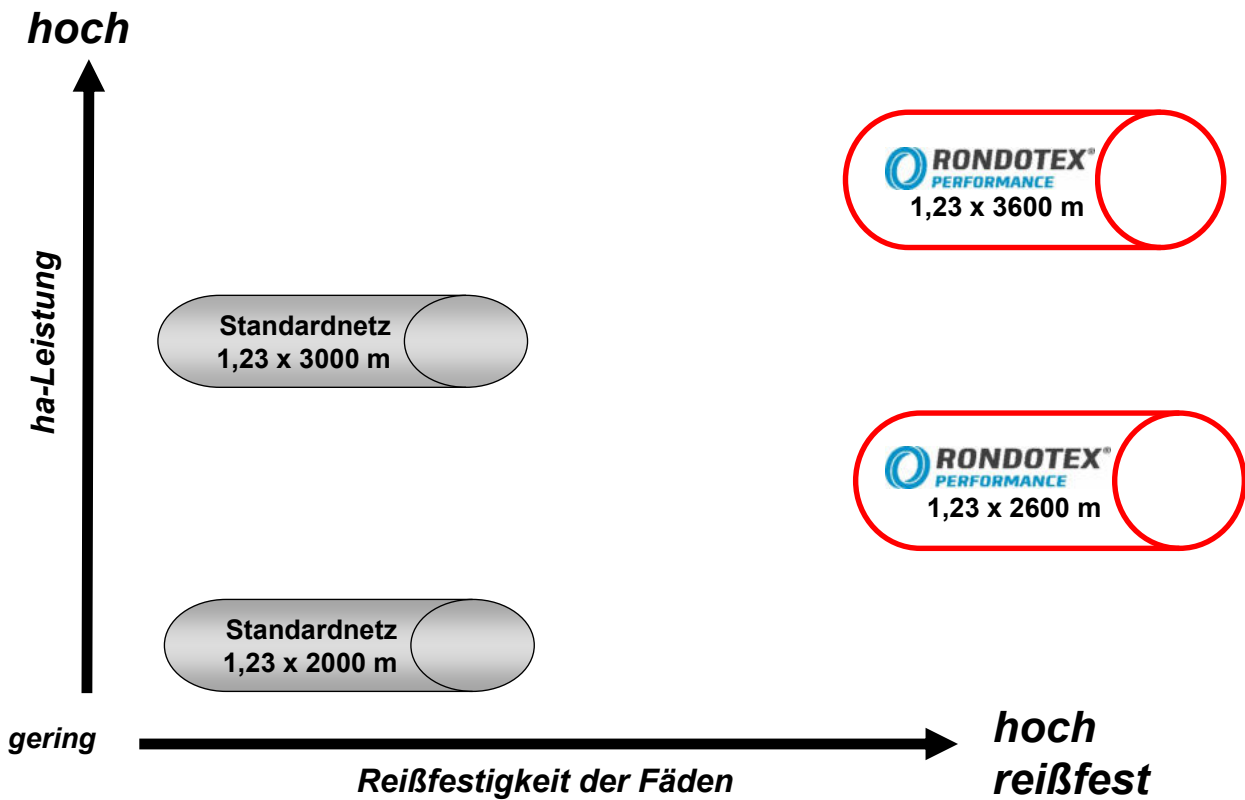 hoch
ha-Leistung
RONDOTEX®
PERFORMANCE
1,23 x 3600 m
Standardnetz
1,23 x 3000 m
RONDOTEX®
PERFORMANCE
1,23 x 2600 m
Standardnetz
1,23 x 2000 m
gering
Reißfestigkeit der Fäden
hoch
reißfest